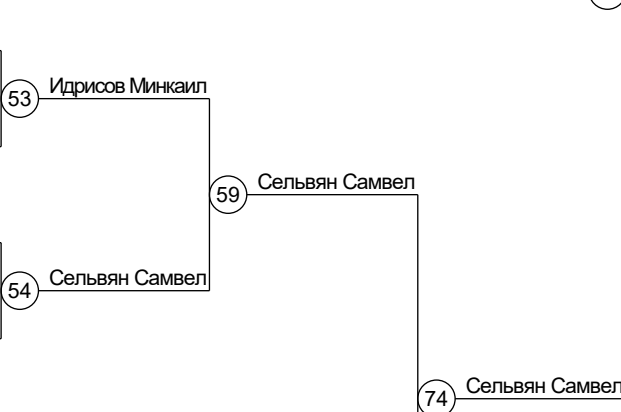 53 Идрисов Минкаил
59 Сельвян Самвел
54 Сельвян Самвел
74 Сельвян Самвел